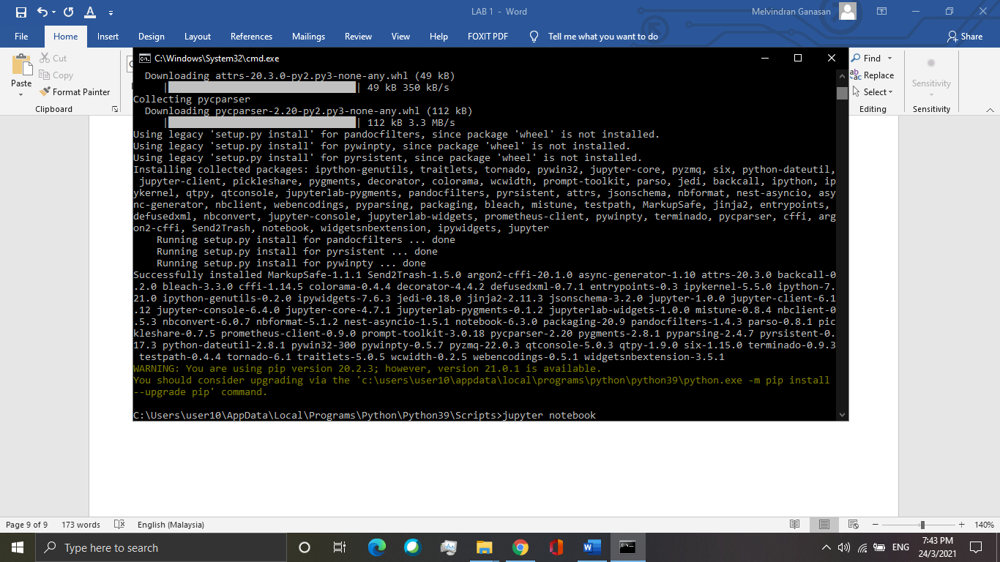 LAB 1 - Word
Melvindran Ganasan
File Home Insert Design Layout References Mailings Review View Help FOXIT PDF Tell me what you want to do Share
Paste
Cut
Copy
Format Painter
Clipboard
Find
Replace
Select
Editing
Sensitivity
Sensitivity
C:\Windows\System32\cmd.exe
Downloading attrs-20.3.0-py2.py3-none-any.whl (49 kB)
| | 49 kB 350 kB/s
Collecting pycparser
Downloading pycparser-2.20-py2.py3-none-any.whl (112 kB)
| | 112 kB 3.3 MB/s
Using legacy 'setup.py install' for pandocfilters, since package 'wheel' is not installed.
Using legacy 'setup.py install' for pywinpty, since package 'wheel' is not installed.
Using legacy 'setup.py install' for pyrsistent, since package 'wheel' is not installed.
Installing collected packages: ipython-genutils, traitlets, tornado, pywin32, jupyter-core, pyzmq, six, python-dateutil,
jupyter-client, pickleshare, pygments, decorator, colorama, wcwidth, prompt-toolkit, parso, jedi, backcall, ipython, ip
ykernel, qtpy, qtconsole, jupyterlab-pygments, pandocfilters, pyrsistent, attrs, jsonschema, nbformat, nest-asyncio, asy
nc-generator, nbclient, webencodings, pyparsing, packaging, bleach, mistune, testpath, MarkupSafe, jinja2, entrypoints,
defusedxml, nbconvert, jupyter-console, jupyterlab-widgets, prometheus-client, pywinpty, terminado, pycparser, cffi, arg
on2-cffi, Send2Trash, notebook, widgetsnbextension, ipywidgets, jupyter
Running setup.py install for pandocfilters ... done
Running setup.py install for pyrsistent ... done
Running setup.py install for pywinpty ... done
Successfully installed MarkupSafe-1.1.1 Send2Trash-1.5.0 argon2-cffi-20.1.0 async-generator-1.10 attrs-20.3.0 backcall-0
.2.0 bleach-3.3.0 cffi-1.14.5 colorama-0.4.4 decorator-4.4.2 defusedxml-0.7.1 entrypoints-0.3 ipykernel-5.5.0 ipython-7.
21.0 ipython-genutils-0.2.0 ipywidgets-7.6.3 jedi-0.18.0 jinja2-2.11.3 jsonschema-3.2.0 jupyter-1.0.0 jupyter-client-6.1
.12 jupyter-console-6.4.0 jupyter-core-4.7.1 jupyterlab-pygments-0.1.2 jupyterlab-widgets-1.0.0 mistune-0.8.4 nbclient-0
.5.3 nbconvert-6.0.7 nbformat-5.1.2 nest-asyncio-1.5.1 notebook-6.3.0 packaging-20.9 pandocfilters-1.4.3 parso-0.8.1 pic
kleshare-0.7.5 prometheus-client-0.9.0 prompt-toolkit-3.0.18 pycparser-2.20 pygments-2.8.1 pyparsing-2.4.7 pyrsistent-0.
17.3 python-dateutil-2.8.1 pywin32-300 pywinpty-0.5.7 pyzmq-22.0.3 qtconsole-5.0.3 qtpy-1.9.0 six-1.15.0 terminado-0.9.3
testpath-0.4.4 tornado-6.1 traitlets-5.0.5 wcwidth-0.2.5 webencodings-0.5.1 widgetsnbextension-3.5.1
WARNING: You are using pip version 20.2.3; however, version 21.0.1 is available.
You should consider upgrading via the 'c:\users\user10\appdata\local\programs\python\python39\python.exe -m pip install
--upgrade pip' command.
C:\Users\user10\AppData\Local\Programs\Python\Python39\Scripts>jupyter notebook
Page 9 of 9 173 words English (Malaysia) 140%
Type here to search
ENG
7:43 PM
24/3/2021